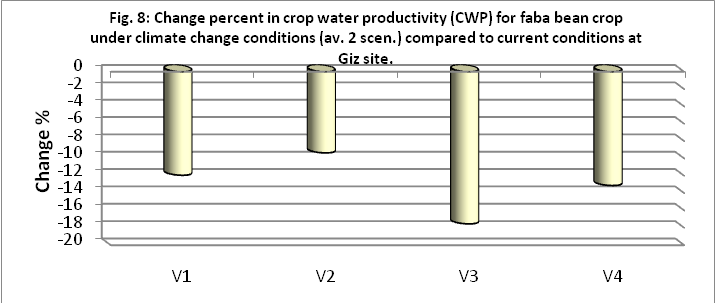 Fig. 8: Change percent in crop water productivity (CWP) for faba bean crop
under climate change conditions (av. 2 scen.) compared to current conditions at
Giz site.
Change %
0
-2
-4
-6
-8
-10
-12
-14
-16
-18
-20
V1 V2 V3 V4